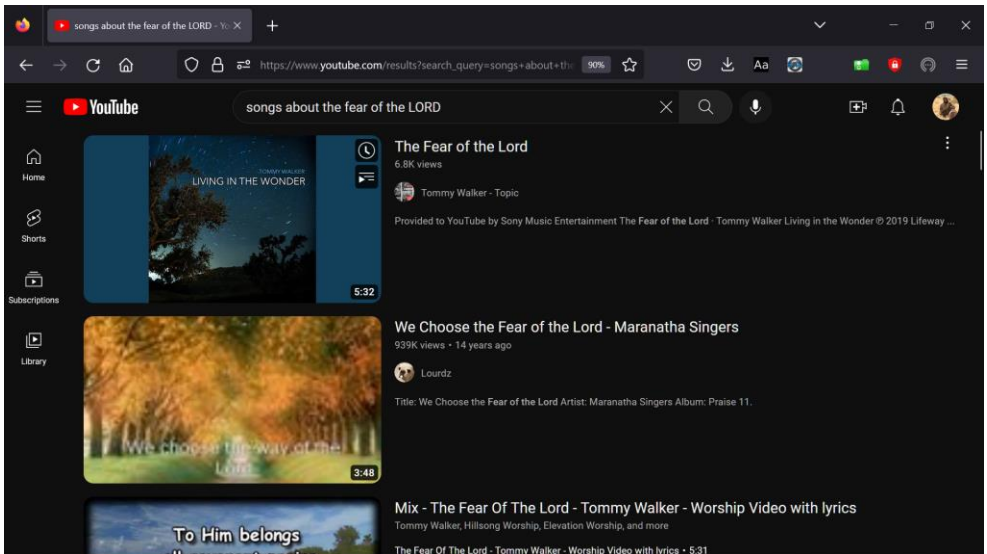 songs about the fear of the LORD - Yo
https://www.youtube.com/results?search_query=songs+about+the
90%
Aa
YouTube
songs about the fear of the LORD
Home
Shorts
Subscriptions
Library
TOMMY WALKER
LIVING IN THE WONDER
5:32
The Fear of the Lord
6.8K views
Tommy Walker - Topic
Provided to YouTube by Sony Music Entertainment The Fear of the Lord · Tommy Walker Living in the Wonder ℗ 2019 Lifeway ...
We choose the way of the
Lord
3:48
We Choose the Fear of the Lord - Maranatha Singers
939K views • 14 years ago
Lourdz
Title: We Choose the Fear of the Lord Artist: Maranatha Singers Album: Praise 11.
To Him belongs
Mix - The Fear Of The Lord - Tommy Walker - Worship Video with lyrics
Tommy Walker, Hillsong Worship, Elevation Worship, and more
The Fear Of The Lord - Tommy Walker - Worship Video with lyrics • 5:31